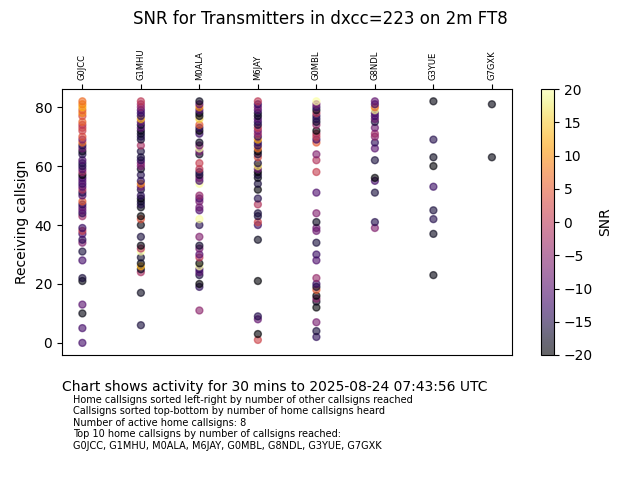 SNR for Transmitters in dxcc=223 on 2m FT8
G0JCC G1MHU M0ALA M6JAY G0MBL G8NDL G3YUE G7GXK
80
60
40
20
0
Receiving callsign
20
15
10
5
0
−5
−10
−15
−20
SNR
Chart shows activity for 30 mins to 2025-08-24 07:43:56 UTC
Home callsigns sorted left-right by number of other callsigns reached
Callsigns sorted top-bottom by number of home callsigns heard
Number of active home callsigns: 8
Top 10 home callsigns by number of callsigns reached:
G0JCC, G1MHU, M0ALA, M6JAY, G0MBL, G8NDL, G3YUE, G7GXK